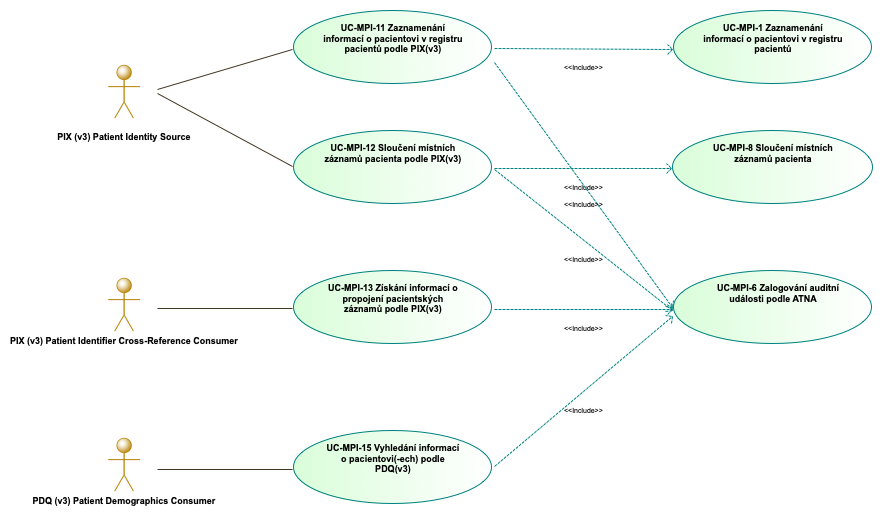 UC-MPI-11 Zaznamenání
informací o pacientovi v registru
pacientů podle PIX(v3)
UC-MPI-1 Zaznamenání
informací o pacientovi v registru
pacientů
<<Include>>
PIX (v3) Patient Identity Source
UC-MPI-12 Sloučení místních
záznamů pacienta podle PIX(v3)
UC-MPI-8 Sloučení místních
záznamů pacienta
<<Include>>
<<Include>>
<<Include>>
UC-MPI-13 Získání informací o
propojení pacientských
záznamů podle PIX(v3)
UC-MPI-6 Zalogování auditní
události podle ATNA
<<Include>>
PIX (v3) Patient Identifier Cross-Reference Consumer
<<Include>>
UC-MPI-15 Vyhledání informací
o pacientovi(-ech) podle
PDQ(v3)
PDQ (v3) Patient Demographics Consumer